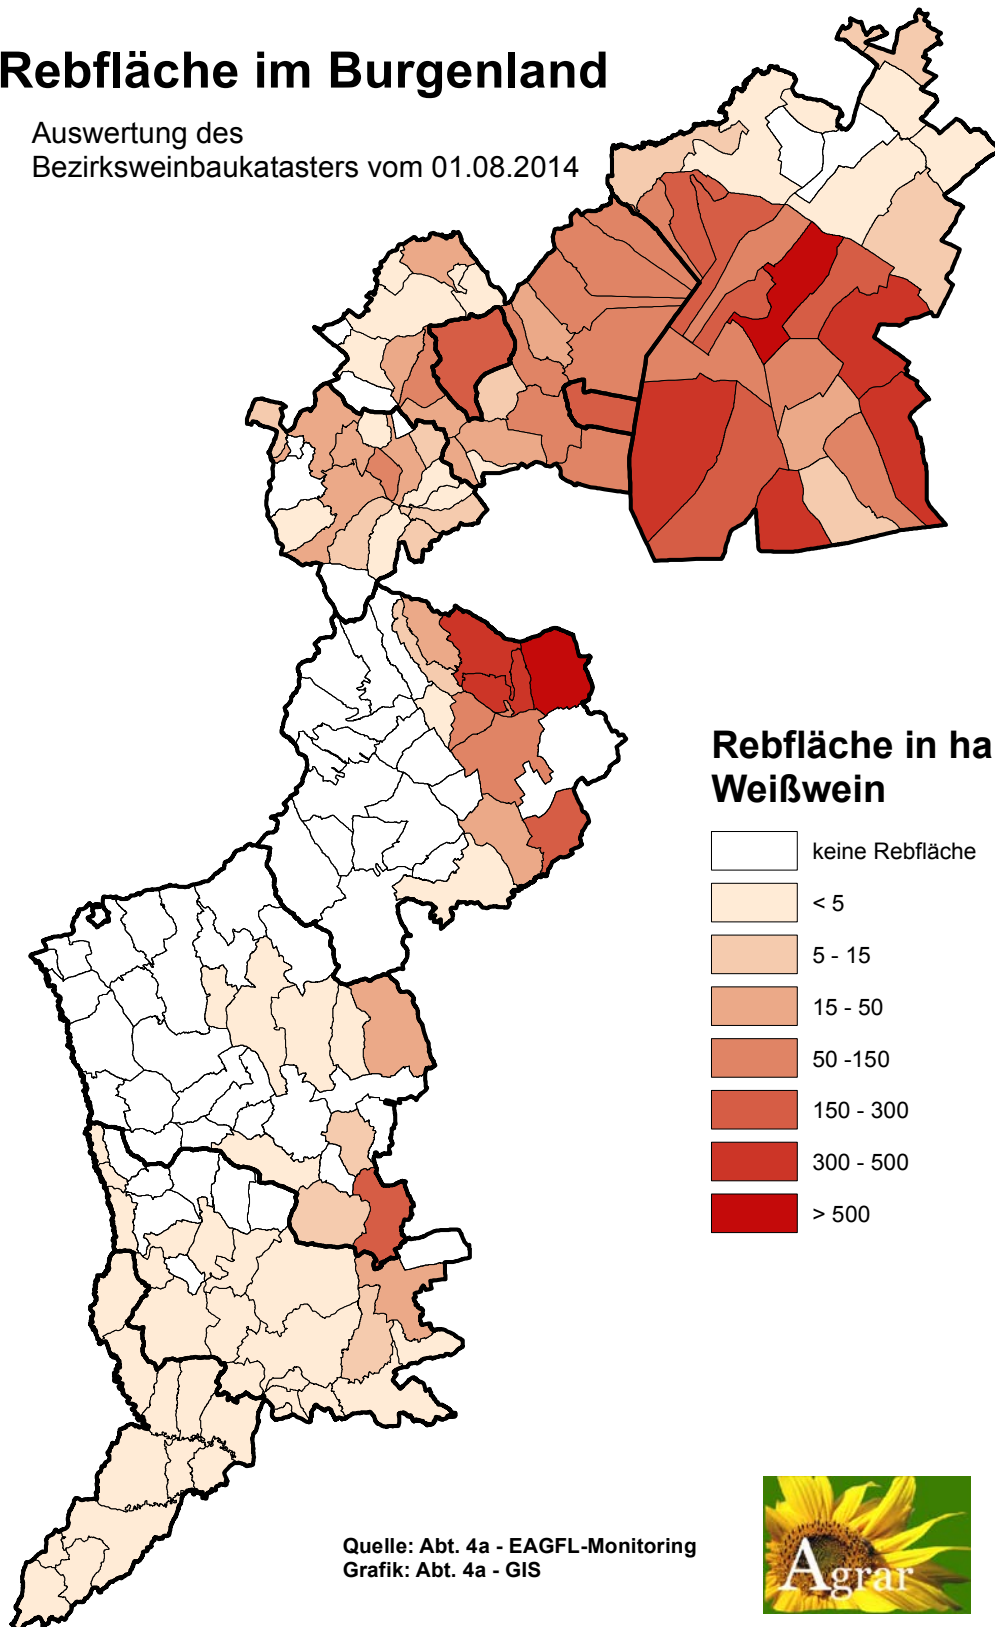 Rebfläche im Burgenland
Auswertung des
Bezirksweinbaukatasters vom 01.08.2014
Rebfläche in ha
Weißwein
keine Rebfläche
< 5
5 - 15
15 - 50
50 -150
150 - 300
300 - 500
> 500
Quelle: Abt. 4a - EAGFL-Monitoring
Grafik: Abt. 4a - GIS
Agrar